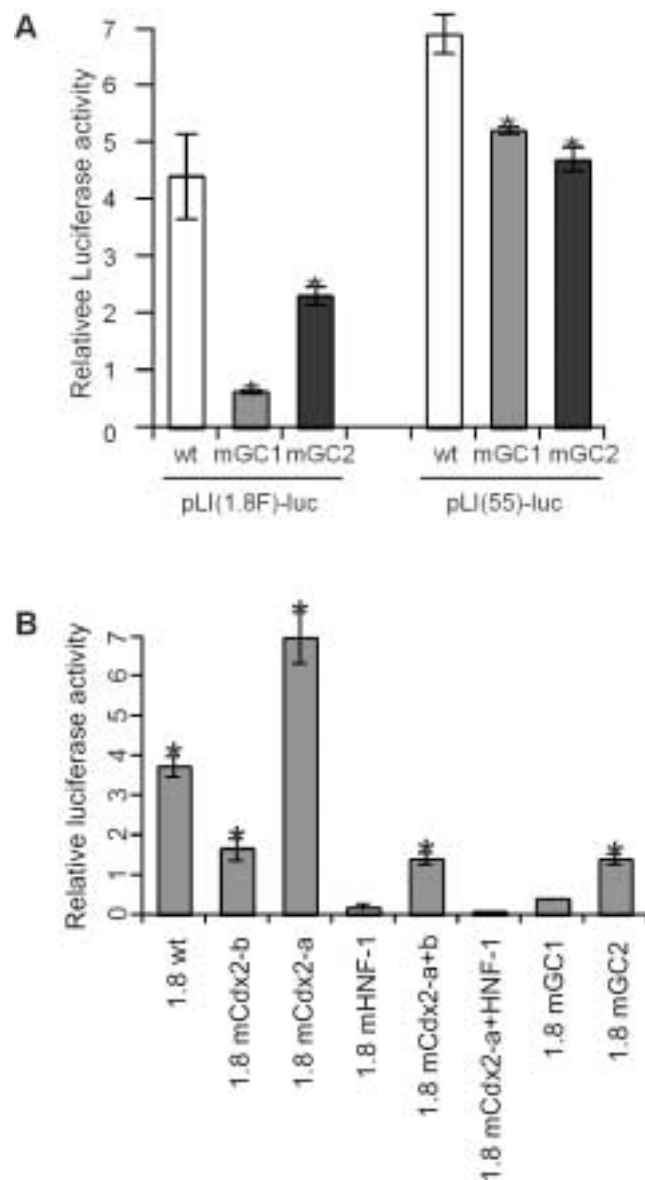 A
Relativee Luciferase activity
7
6
5
4
3
2
1
0
wt mGC1 mGC2
wt mGC1 mGC2
pLI(1.8F)-luc
pLI(55)-luc
B
Relative luciferase activity
7
6
5
4
3
2
1
0
1.8 wt
1.8 mCdx2-b
1.8 mCdx2-a
1.8 mHNF-1
1.8 mCdx2-a+b
1.8 mCdx2-a+HNF-1
1.8 mGC1
1.8 mGC2